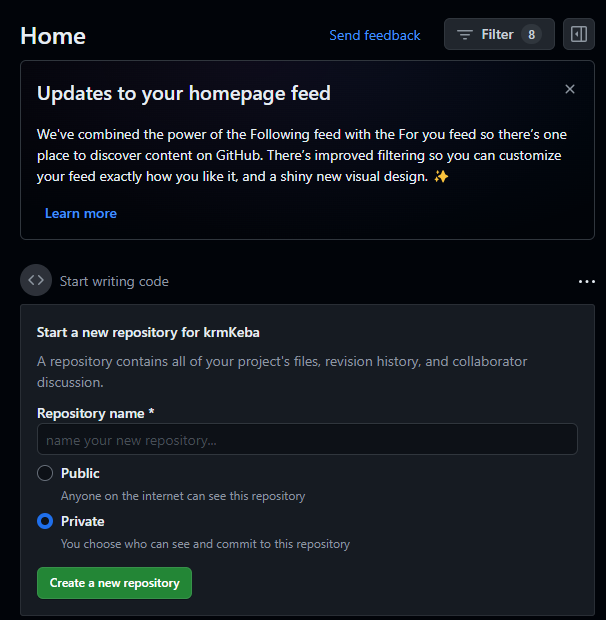 Home
Send feedback
Filter 8
Updates to your homepage feed
We've combined the power of the Following feed with the For you feed so there's one
place to discover content on GitHub. There's improved filtering so you can customize
your feed exactly how you like it, and a shiny new visual design. ✨
Learn more
Start writing code
Start a new repository for krmKeba
A repository contains all of your project's files, revision history, and collaborator
discussion.
Repository name *
name your new repository...
Public
Anyone on the internet can see this repository
Private
You choose who can see and commit to this repository
Create a new repository